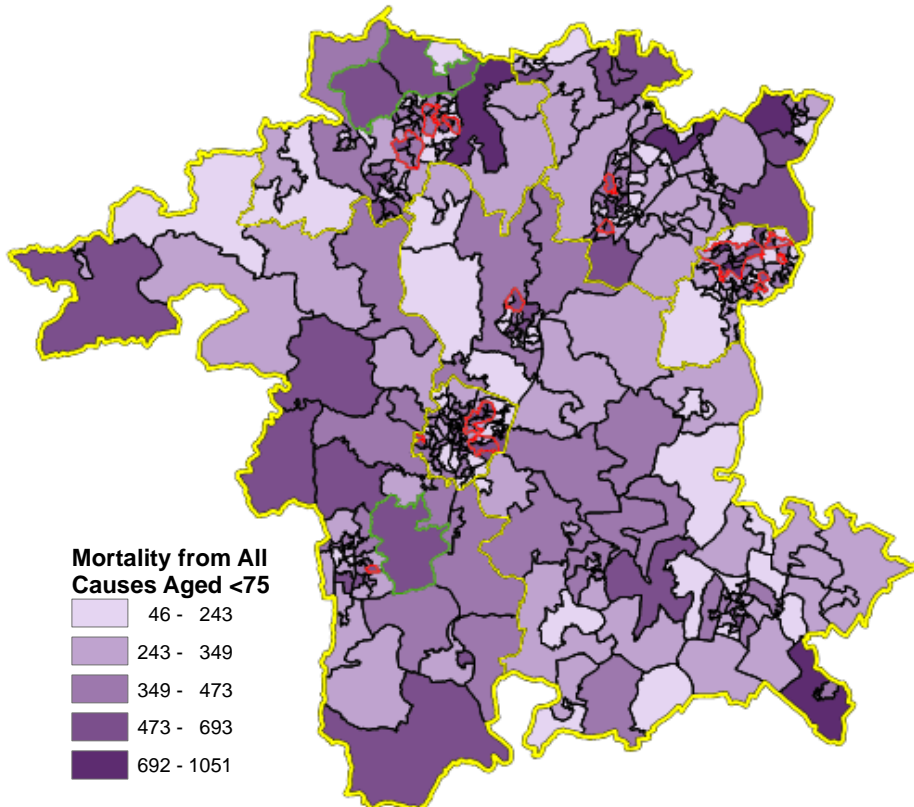 Mortality from All
Causes Aged <75
46 - 243
243 - 349
349 - 473
473 - 693
692 - 1051